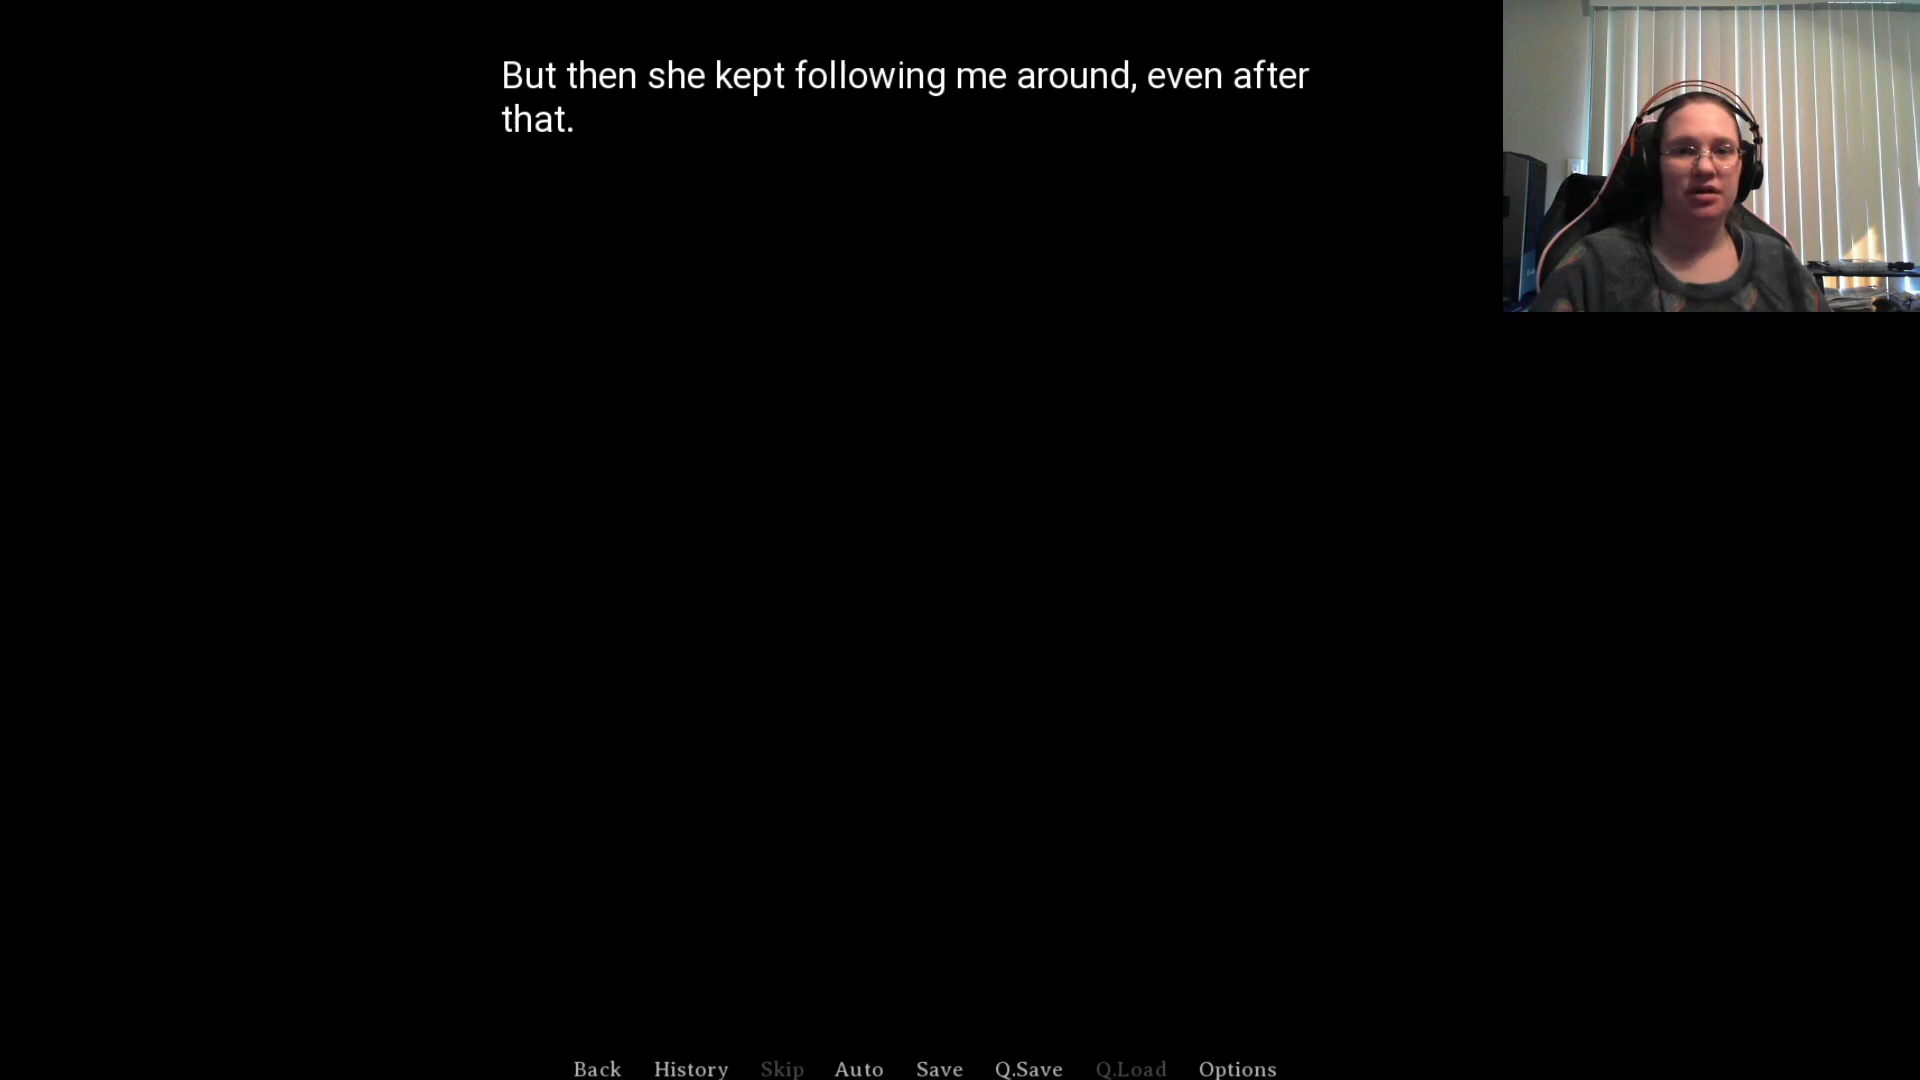 But then she kept following me around, even after
that.
Back History Skip Auto Save Q.Save Q.Load Options